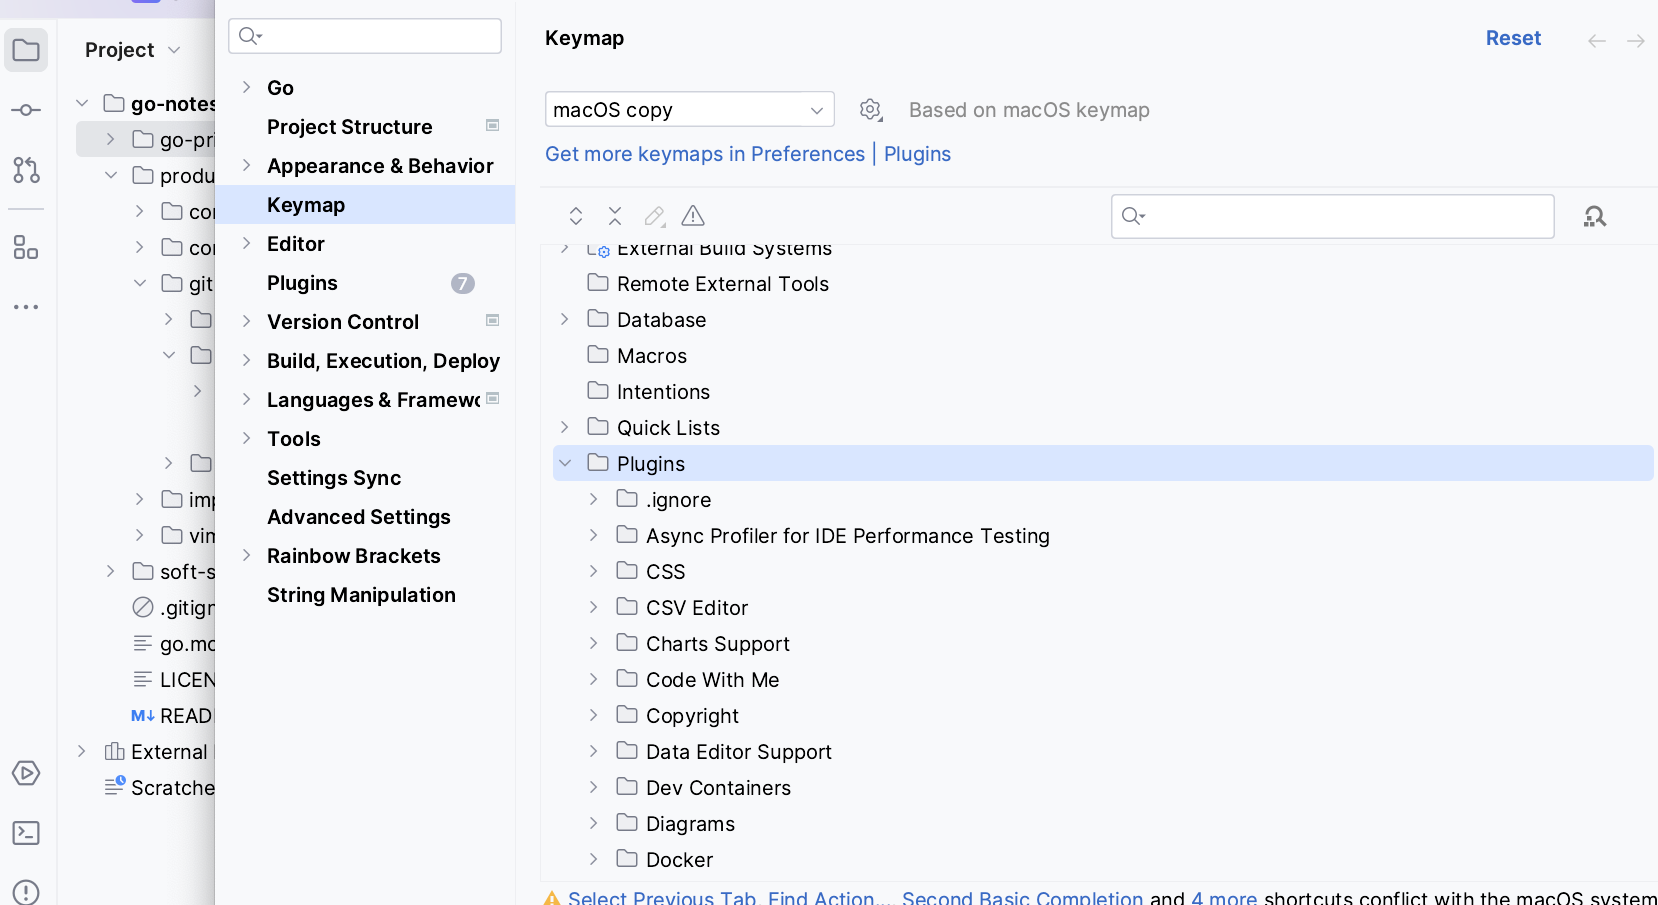 Project
go-notes
go-pri
produ
cor
cor
git
imp
vim
soft-s
.gitign
go.mo
LICEN
READ
External
Scratche
Go
Project Structure
Appearance & Behavior
Keymap
Editor
Plugins 7
Version Control
Build, Execution, Deploy
Languages & Framewo
Tools
Settings Sync
Advanced Settings
Rainbow Brackets
String Manipulation
Keymap Reset
macOS copy Based on macOS keymap
Get more keymaps in Preferences | Plugins
External Build Systems
Remote External Tools
Database
Macros
Intentions
Quick Lists
Plugins
.ignore
Async Profiler for IDE Performance Testing
CSS
CSV Editor
Charts Support
Code With Me
Copyright
Data Editor Support
Dev Containers
Diagrams
Docker
Select Previous Tab, Find Action..., Second Basic Completion and 4 more shortcuts conflict with the macOS system